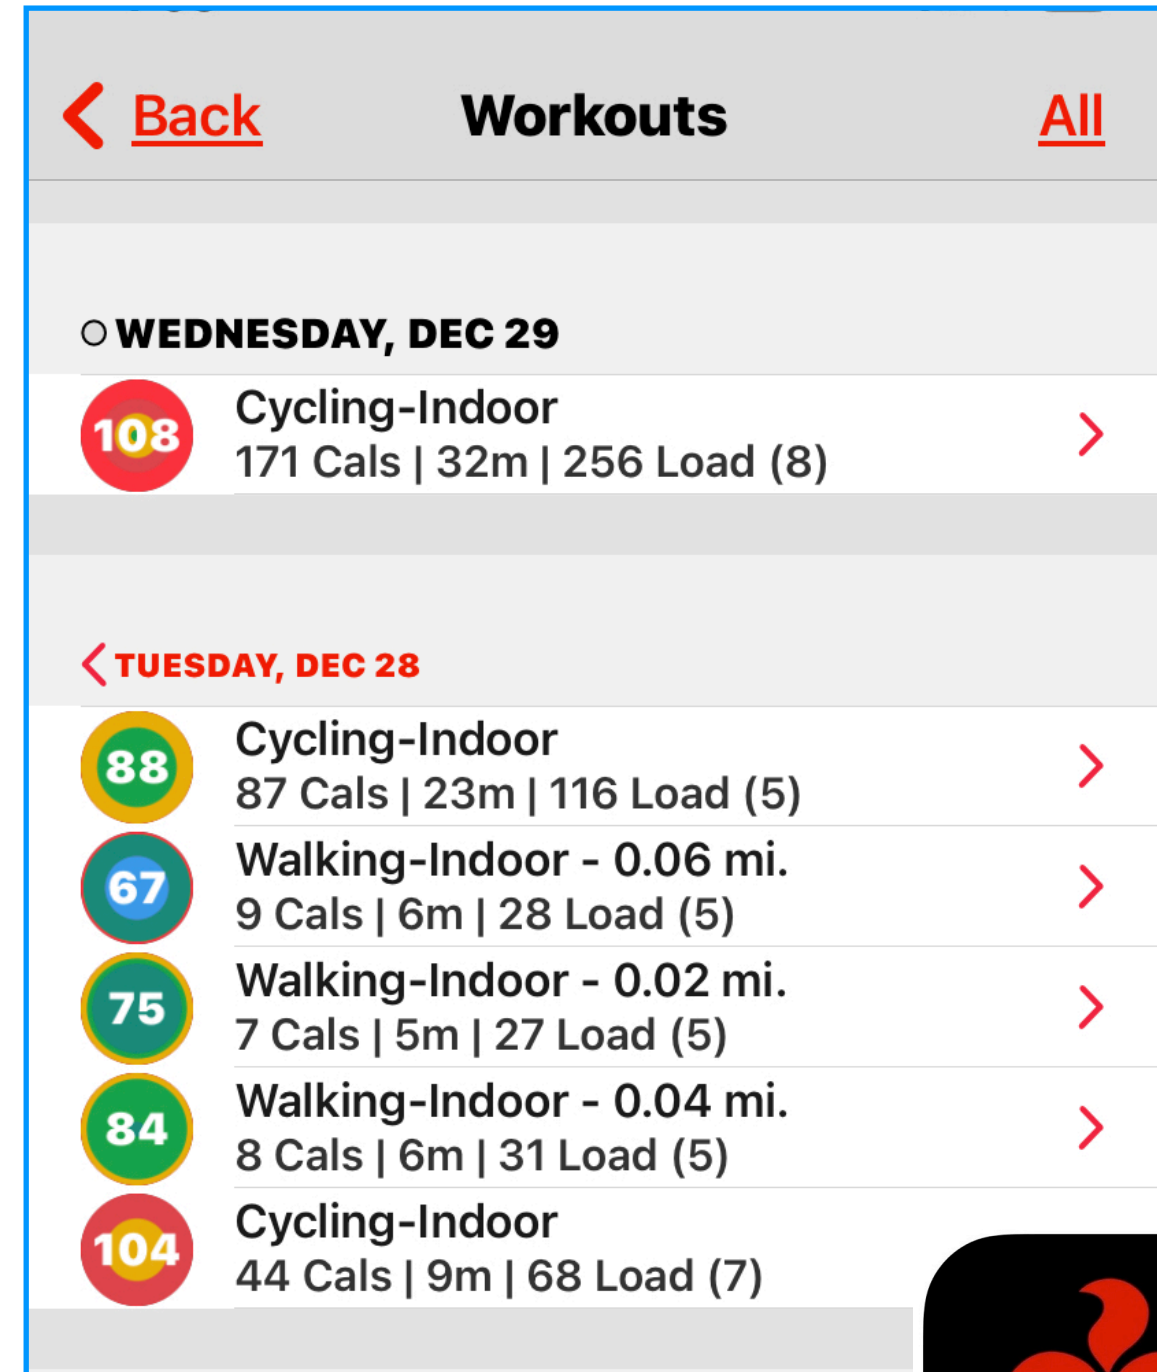 Back
Workouts
All
WEDNESDAY, DEC 29
108
Cycling-Indoor
171 Cals | 32m | 256 Load (8)
TUESDAY, DEC 28
88
Cycling-Indoor
87 Cals | 23m | 116 Load (5)
67
Walking-Indoor - 0.06 mi.
9 Cals | 6m | 28 Load (5)
75
Walking-Indoor - 0.02 mi.
7 Cals | 5m | 27 Load (5)
84
Walking-Indoor - 0.04 mi.
8 Cals | 6m | 31 Load (5)
104
Cycling-Indoor
44 Cals | 9m | 68 Load (7)